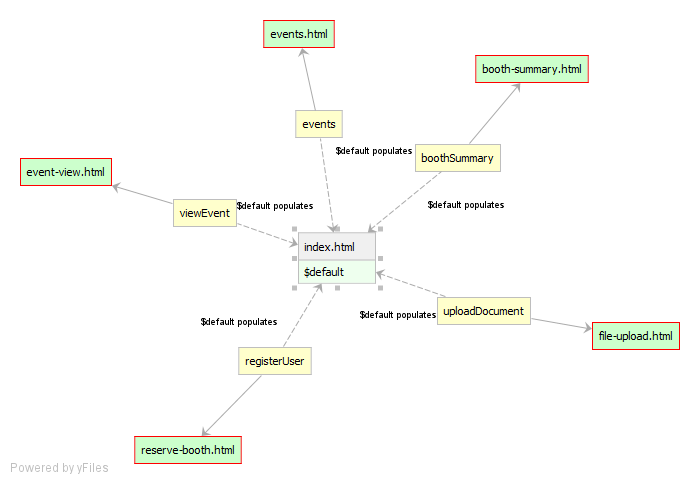 events.html
booth-summary.html
events
$default populates
boothSummary
event-view.html
viewEvent
$default populates
$default populates
index.html
$default
$default populates
$default populates
uploadDocument
file-upload.html
registerUser
reserve-booth.html
Powered by yFiles